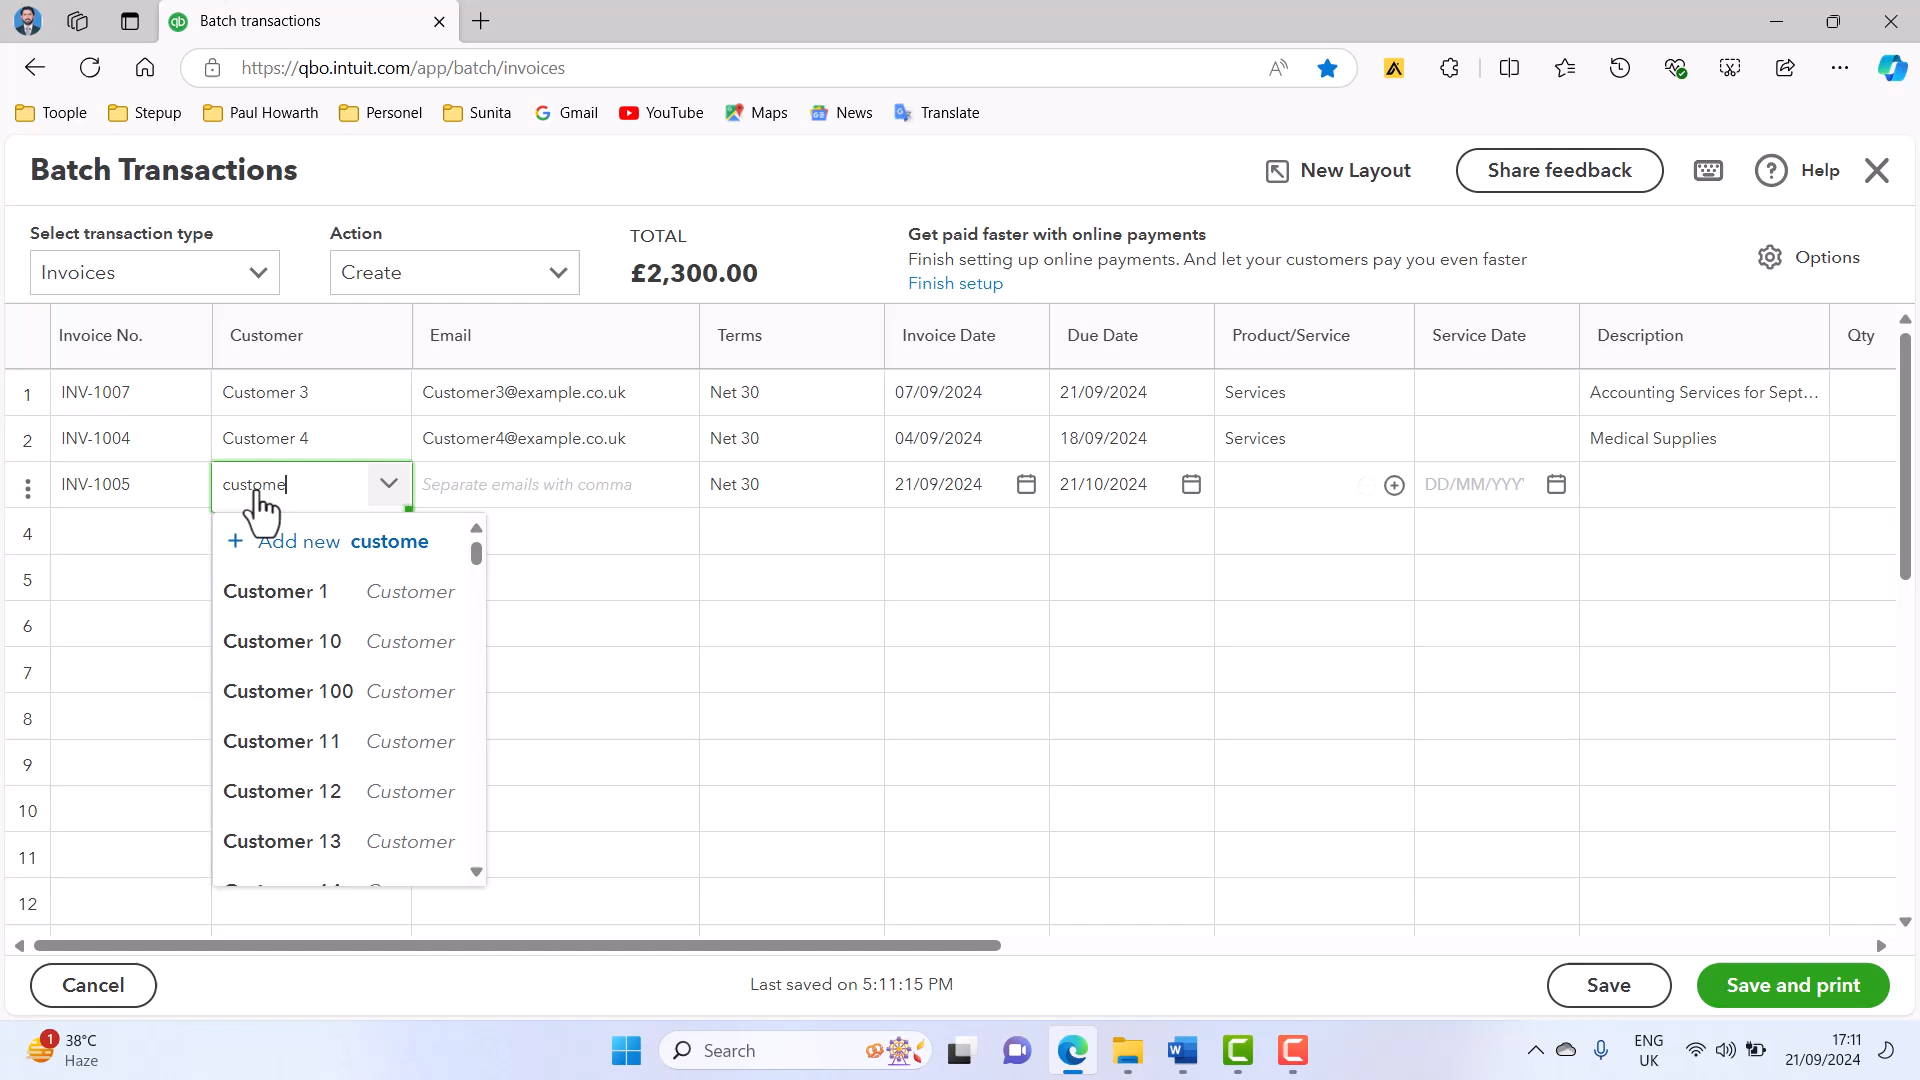 Batch transactions
https://qbo.intuit.com/app/batch/invoices
Toople Stepup Paul Howarth Personel Sunita Gmail YouTube Maps News Translate
Batch Transactions
New Layout
Share feedback
Help
Select transaction type
Invoices
Action
Create
TOTAL
£2,300.00
Get paid faster with online payments
Finish setting up online payments. And let your customers pay you even faster
Finish setup
Options
Invoice No. Customer Email Terms Invoice Date Due Date Product/Service Service Date Description Qty
1 INV-1007 Customer 3 Customer3@example.co.uk Net 30 07/09/2024 21/09/2024 Services Accounting Services for Sept...
2 INV-1004 Customer 4 Customer4@example.co.uk Net 30 04/09/2024 18/09/2024 Services Medical Supplies
INV-1005 custome Separate emails with comma Net 30 21/09/2024 21/10/2024 DD/MM/YYY
+ Add new custome
Customer 1 Customer
Customer 10 Customer
Customer 100 Customer
Customer 11 Customer
Customer 12 Customer
Customer 13 Customer
4
5
6
7
8
9
10
11
12
Cancel
Last saved on 5:11:15 PM
Save
Save and print
1
38°C
Haze
Search
ENG
UK
17:11
21/09/2024